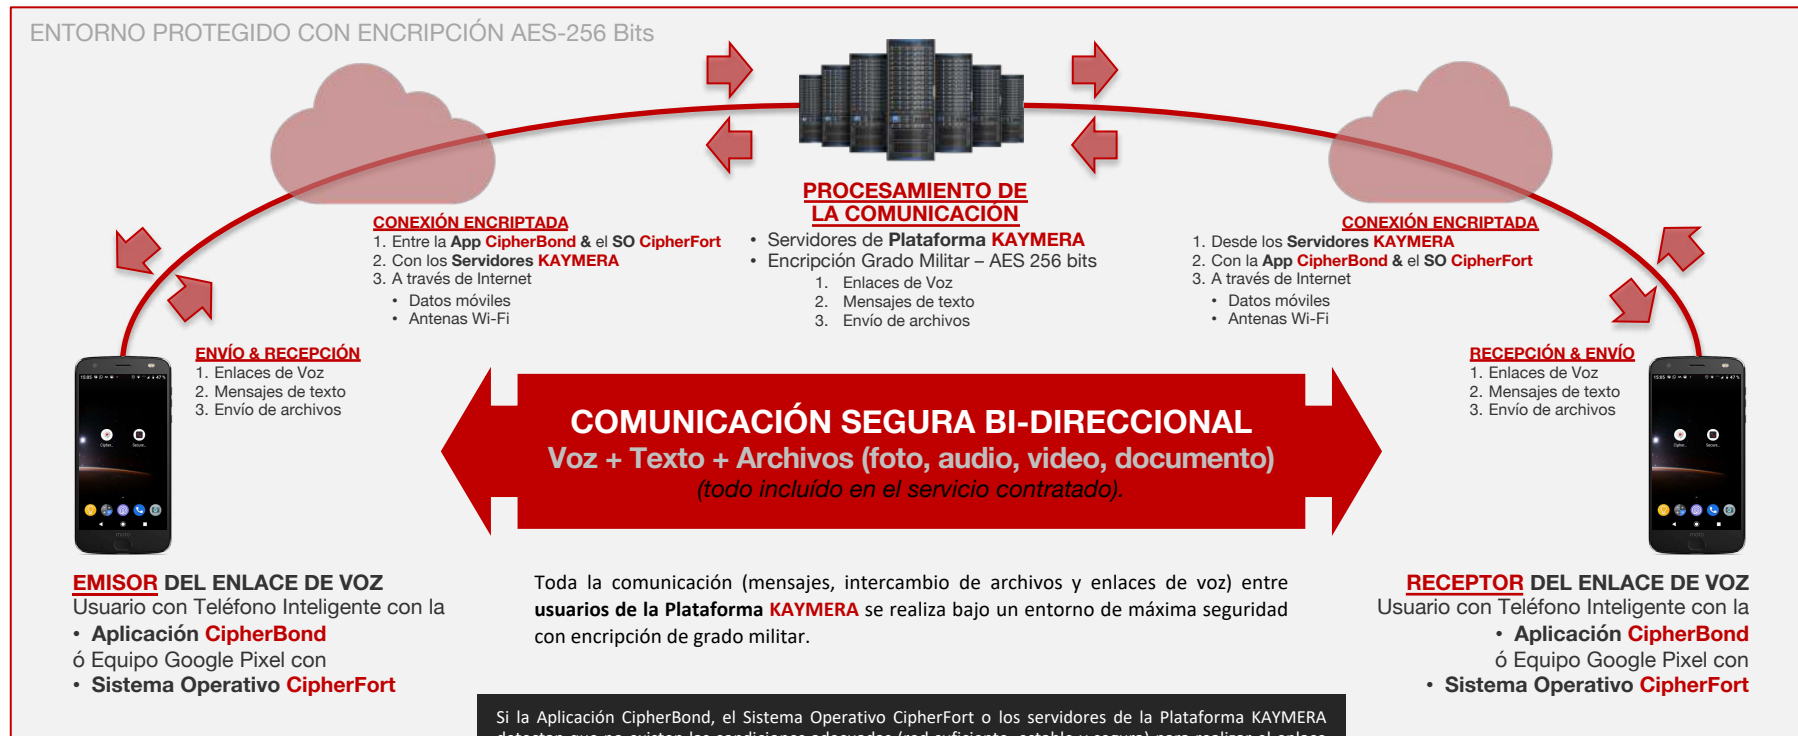 ENTORNO PROTEGIDO CON ENCRIPCIÓN AES-256 Bits
CONEXIÓN ENCRIPTADA
1. Entre la App CipherBond & el SO CipherFort
2. Con los Servidores KAYMERA
3. A través de Internet
• Datos móviles
• Antenas Wi-Fi
PROCESAMIENTO DE
LA COMUNICACIÓN
• Servidores de Plataforma KAYMERA
• Encripción Grado Militar – AES 256 bits
1. Enlaces de Voz
2. Mensajes de texto
3. Envío de archivos
CONEXIÓN ENCRIPTADA
1. Desde los Servidores KAYMERA
2. Con la App CipherBond & el SO CipherFort
3. A través de Internet
• Datos móviles
• Antenas Wi-Fi
ENVÍO & RECEPCIÓN
1. Enlaces de Voz
2. Mensajes de texto
3. Envío de archivos
RECEPCIÓN & ENVÍO
1. Enlaces de Voz
2. Mensajes de texto
3. Envío de archivos
COMUNICACIÓN SEGURA BI-DIRECCIONAL
Voz + Texto + Archivos (foto, audio, video, documento)
(todo incluído en el servicio contratado).
EMISOR DEL ENLACE DE VOZ
Usuario con Teléfono Inteligente con la
• Aplicación CipherBond
ó Equipo Google Pixel con
• Sistema Operativo CipherFort
Toda la comunicación (mensajes, intercambio de archivos y enlaces de voz) entre
usuarios de la Plataforma KAYMERA se realiza bajo un entorno de máxima seguridad
con encripción de grado militar.
RECEPTOR DEL ENLACE DE VOZ
Usuario con Teléfono Inteligente con la
• Aplicación CipherBond
ó Equipo Google Pixel con
• Sistema Operativo CipherFort
Si la Aplicación CipherBond, el Sistema Operativo CipherFort o los servidores de la Plataforma KAYMERA